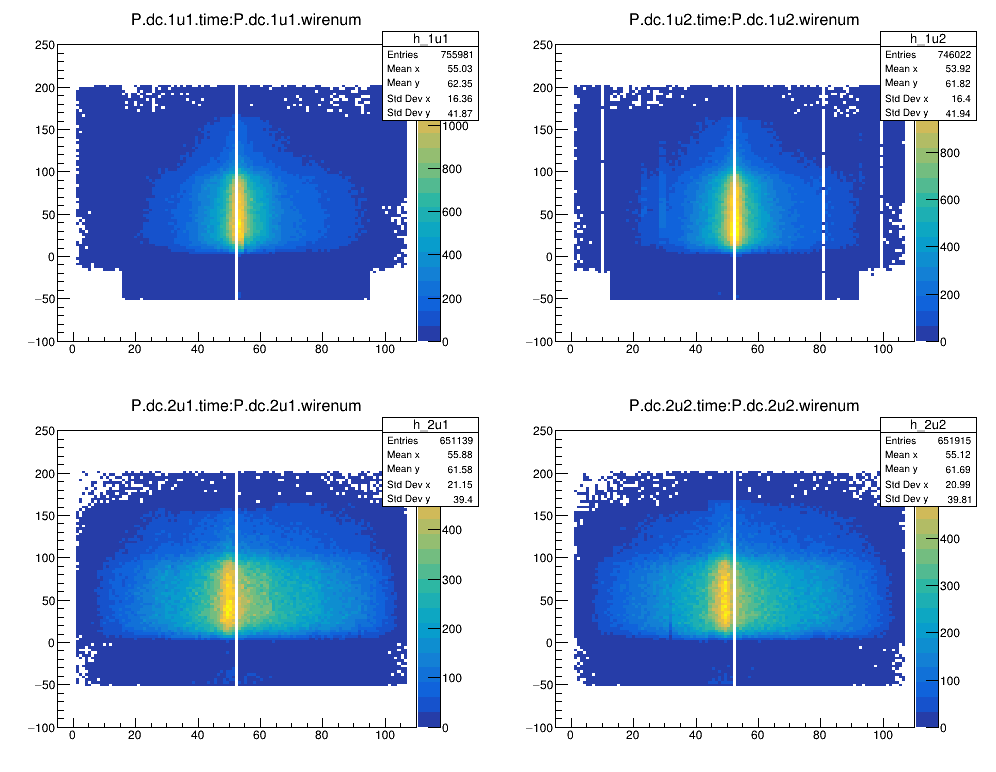 P.dc.1u1.time:P.dc.1u1.wirenum
h_1u1
Entries 755981
Mean x 55.03
Mean y 62.35
Std Dev x 16.36
Std Dev y 41.87
250
200
150
100
50
0
−50
−100
0 20 40 60 80 100
1000
800
600
400
200
0
P.dc.1u2.time:P.dc.1u2.wirenum
h_1u2
Entries 746022
Mean x 53.92
Mean y 61.82
Std Dev x 16.4
Std Dev y 41.94
250
200
150
100
50
0
−50
−100
0 20 40 60 80 100
800
600
400
200
0
P.dc.2u1.time:P.dc.2u1.wirenum
h_2u1
Entries 651139
Mean x 55.88
Mean y 61.58
Std Dev x 21.15
Std Dev y 39.4
250
200
150
100
50
0
−50
−100
0 20 40 60 80 100
400
300
200
100
0
P.dc.2u2.time:P.dc.2u2.wirenum
h_2u2
Entries 651915
Mean x 55.12
Mean y 61.69
Std Dev x 20.99
Std Dev y 39.81
250
200
150
100
50
0
−50
−100
0 20 40 60 80 100
400
300
200
100
0